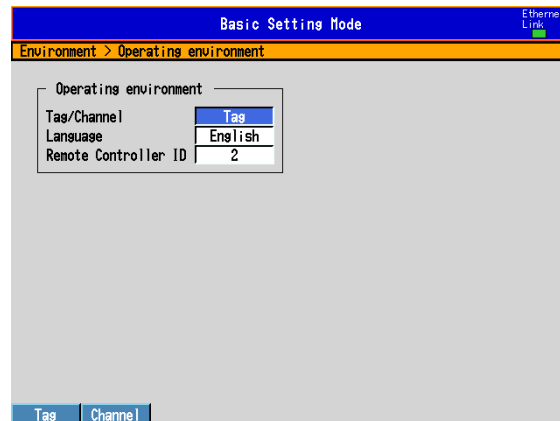 Basic Setting Mode
Etherne
Link
Environment > Operating environment
Operating environment
Tag/Channel Tag
Language English
Remote Controller ID 2
Tag Channel